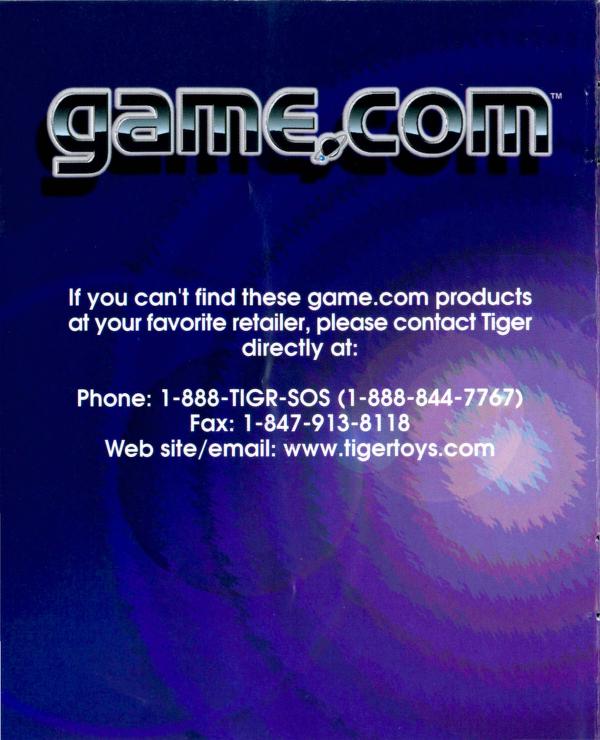 game.com™
If you can't find these game.com products
at your favorite retailer, please contact Tiger
directly at:
Phone: 1-888-TIGR-SOS (1-888-844-7767)
Fax: 1-847-913-8118
Web site/email: www.tigertoys.com